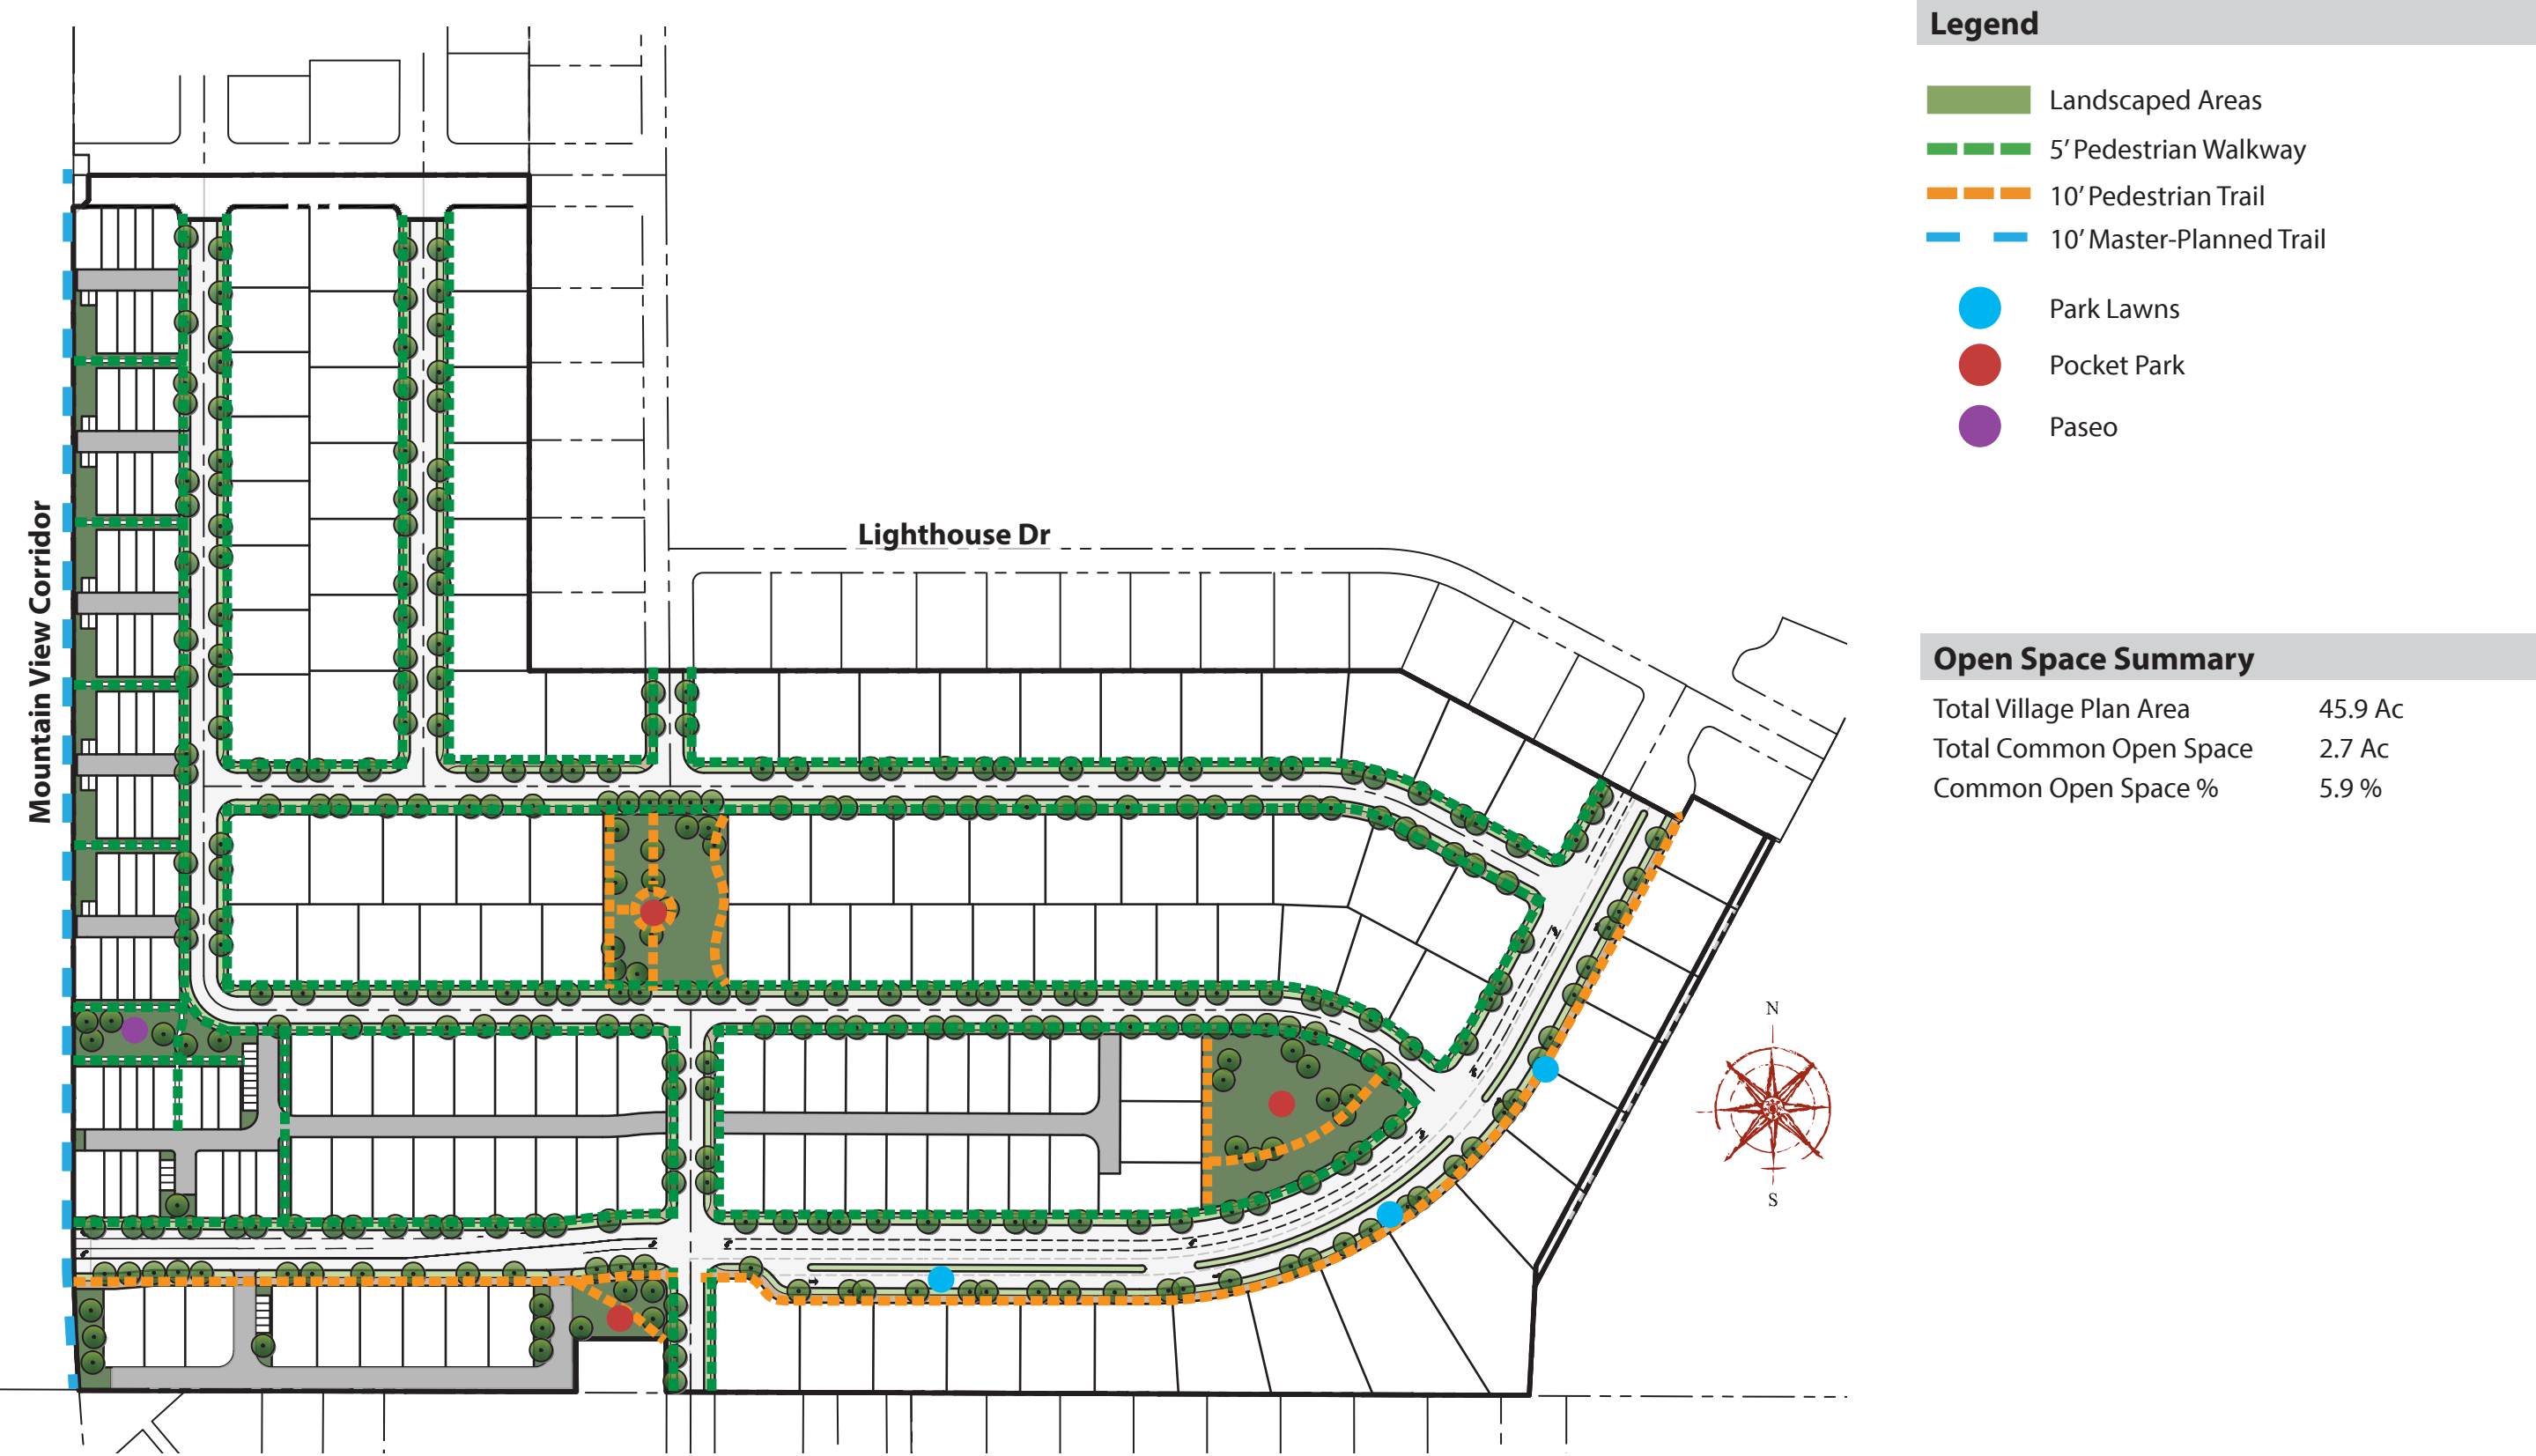 Legend
Landscaped Areas
5' Pedestrian Walkway
10' Pedestrian Trail
10' Master-Planned Trail
Park Lawns
Pocket Park
Paseo
Mountain View Corridor
Lighthouse Dr
Open Space Summary
Total Village Plan Area 45.9 Ac
Total Common Open Space 2.7 Ac
Common Open Space % 5.9 %
N
S